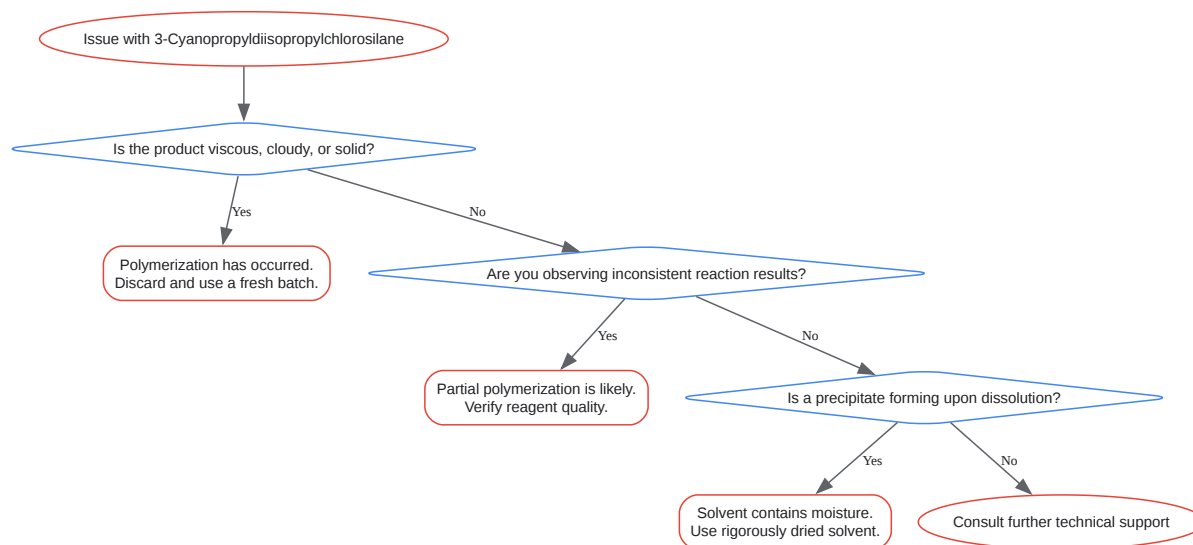 Issue with 3-Cyanopropyldiisopropylchlorosilane
Is the product viscous, cloudy, or solid?
Yes
No
Polymerization has occurred.
Discard and use a fresh batch.
Are you observing inconsistent reaction results?
Yes
No
Partial polymerization is likely.
Verify reagent quality.
Is a precipitate forming upon dissolution?
Yes
No
Solvent contains moisture.
Use rigorously dried solvent.
Consult further technical support